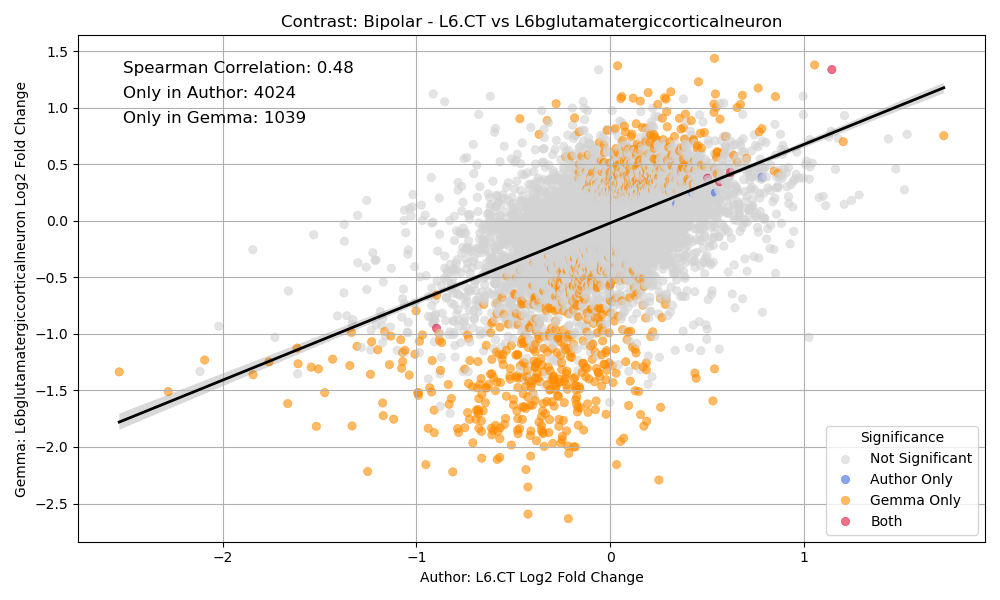 Contrast: Bipolar - L6.CT vs L6bglutamatergiccorticalneuron
Spearman Correlation: 0.48
Only in Author: 4024
Only in Gemma: 1039
Gemma: L6bglutamatergiccorticalneuron Log2 Fold Change
1.5
1.0
0.5
0.0
−0.5
−1.0
−1.5
−2.0
−2.5
Significance
Not Significant
Author Only
Gemma Only
Both
−2
−1
0
1
Author: L6.CT Log2 Fold Change